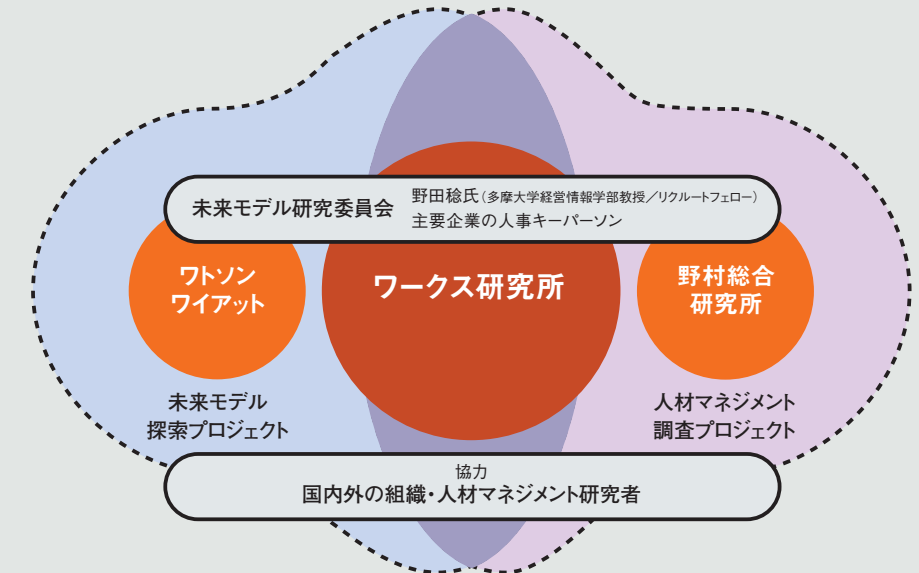 未来モデル研究委員会
野田稔氏（多摩大学経営情報学部教授／リクルートフェロー）
主要企業の人事キーパーソン
ワトソン
ワイアット
ワークス研究所
野村総合
研究所
未来モデル
探索プロジェクト
人材マネジメント
調査プロジェクト
協力
国内外の組織・人材マネジメント研究者